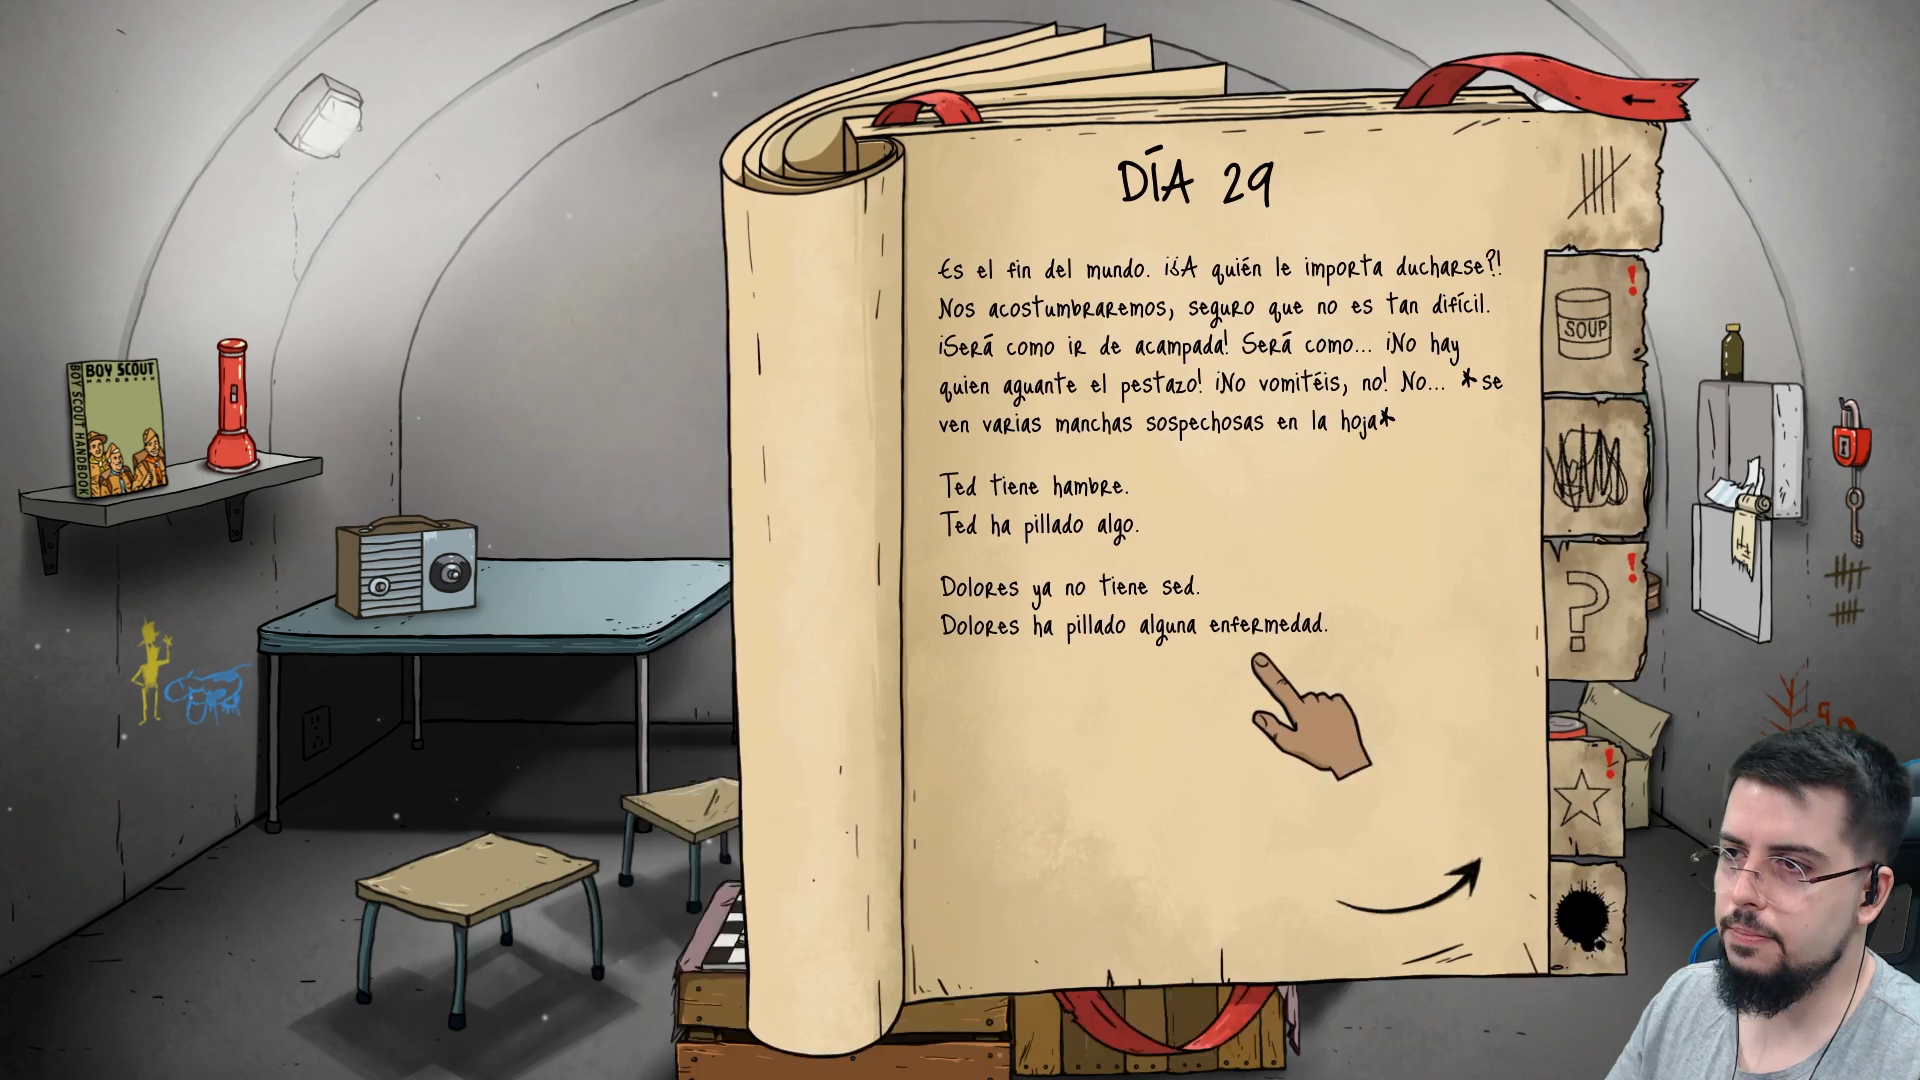 DÍA 29
Es el fin del mundo. ¡¿A quién le importa ducharse?!
Nos acostumbraremos, seguro que no es tan difícil.
¡Será como ir de acampada! Será como... ¡No hay
quien aguante el pestazo! ¡No vomitéis, no! No... *se
ven varias manchas sospechosas en la hoja*
Ted tiene hambre.
Ted ha pillado algo.
Dolores ya no tiene sed.
Dolores ha pillado alguna enfermedad.
SOUP
BOY SCOUT
HANDBOOK
BOY SCOUT HANDBOOK